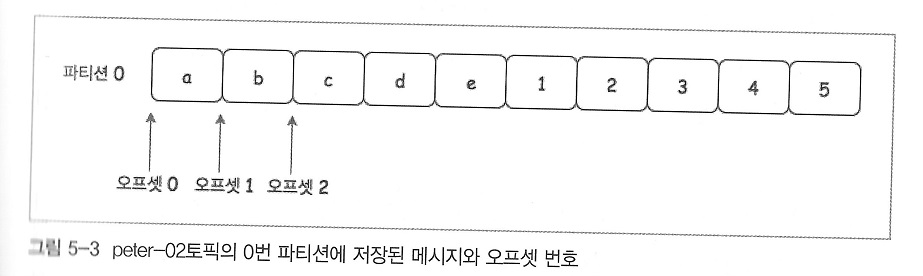 파티션 0 a b c d e 1 2 3 4 5
오프셋 0 오프셋 1 오프셋 2
그림 5-3 peter-02토픽의 0번 파티션에 저장된 메시지와 오프셋 번호